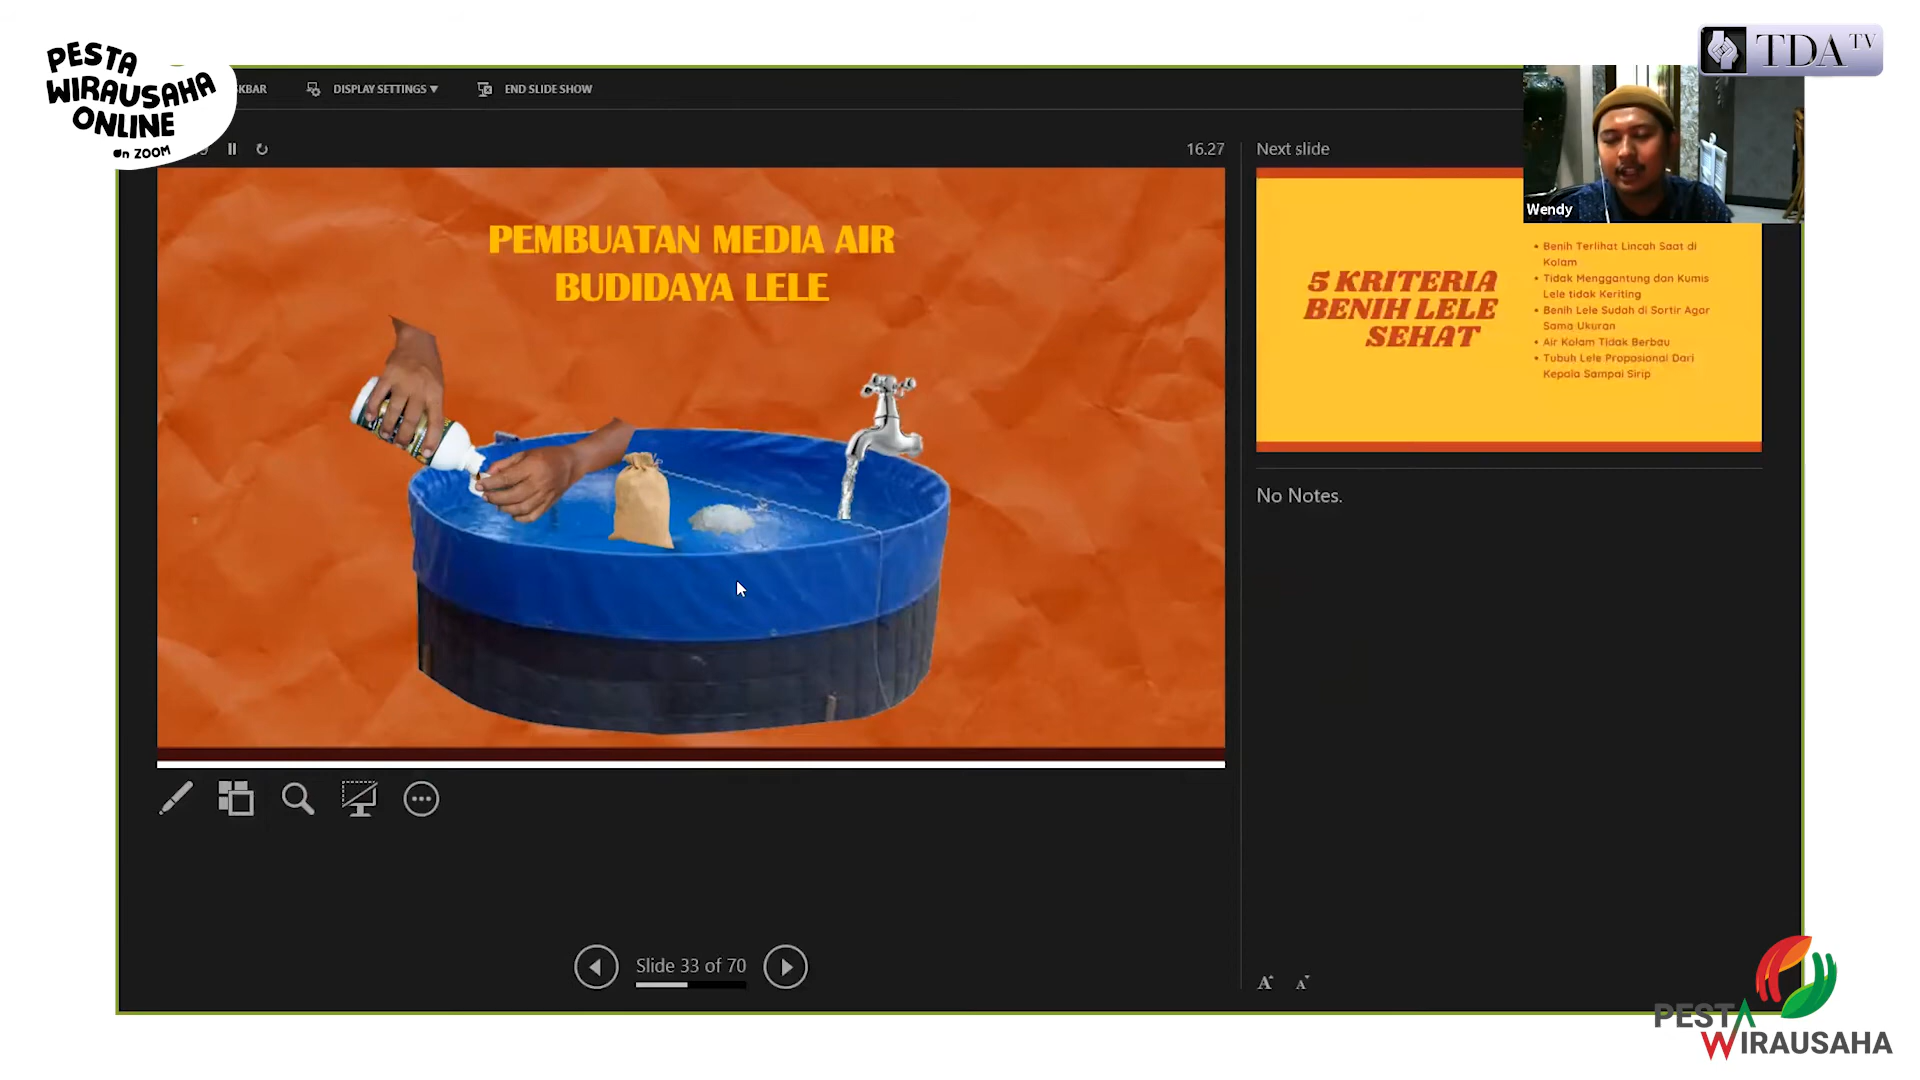 PESTA
WIRAUSAHA
ONLINE
on ZOOM
TDA TV
KBAR
DISPLAY SETTINGS ▼
END SLIDE SHOW
16.27
Next slide
Wendy
PEMBUATAN MEDIA AIR
BUDIDAYA LELE
5 KRITERIA
BENIH LELE
SEHAT
• Benih Terlihat Lincah Saat di
Kolam
• Tidak Menggantung dan Kumis
Lele tidak Keriting
• Benih Lele Sudah di Sortir Agar
Sama Ukuran
• Air Kolam Tidak Berbau
• Tubuh Lele Propasional Dari
Kepala Sampai Sirip
No Notes.
Slide 33 of 70
A A
PESTA
WIRAUSAHA